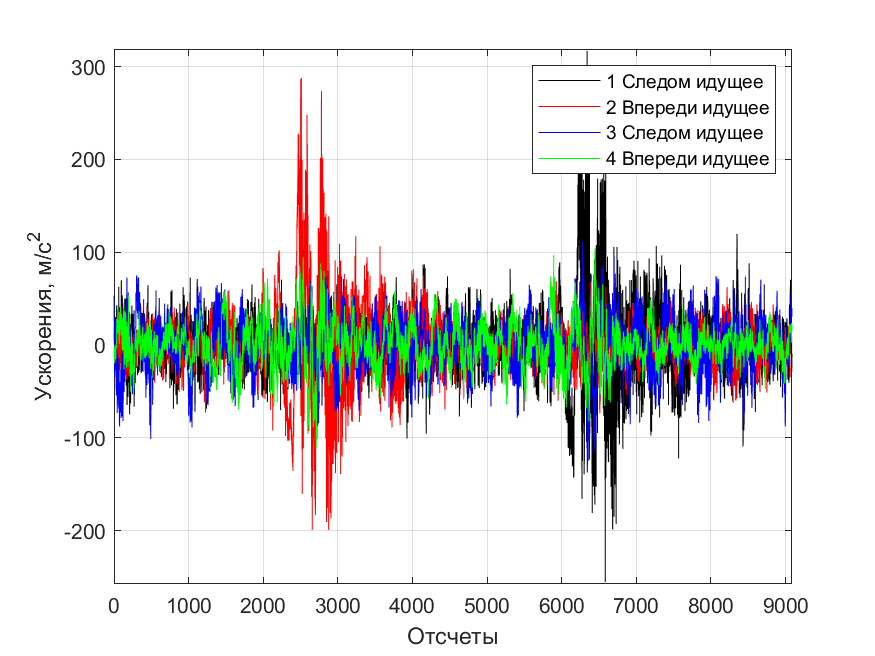 300
200
100
0
-100
-200
Ускорения, м/с²
1 Следом идущее
2 Впереди идущее
3 Следом идущее
4 Впереди идущее
0 1000 2000 3000 4000 5000 6000 7000 8000 9000
Отсчеты